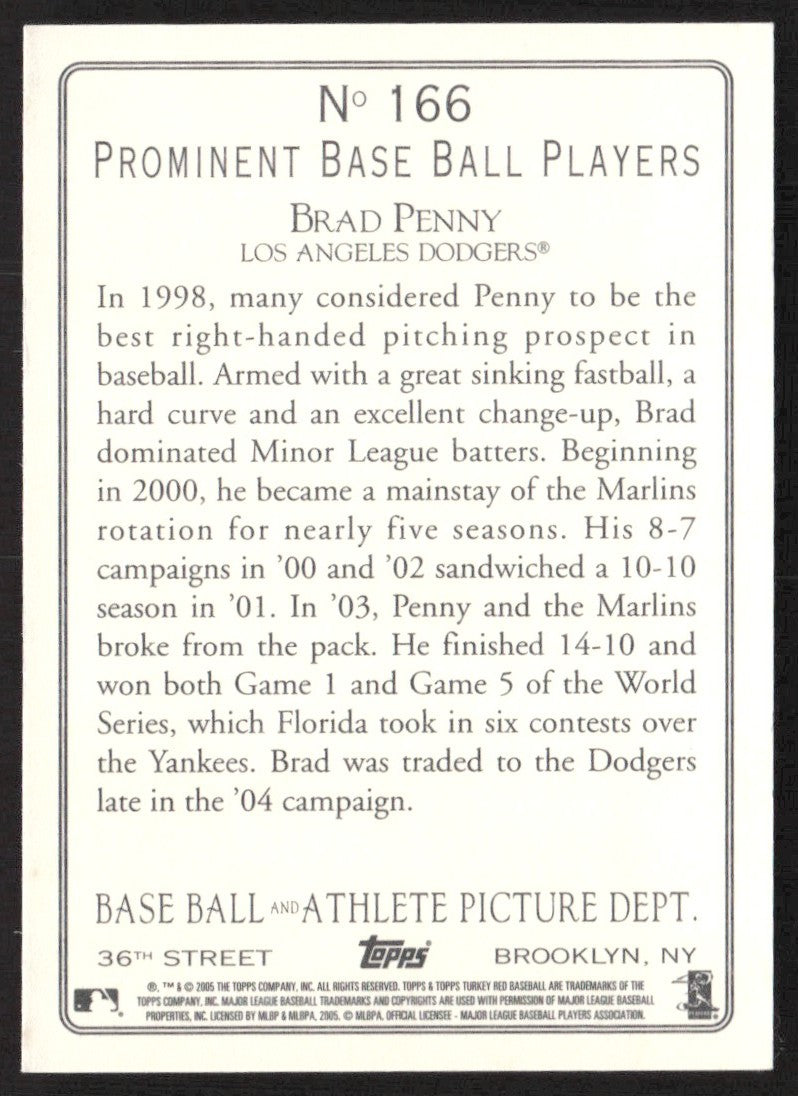 Nº 166
PROMINENT BASE BALL PLAYERS
BRAD PENNY
LOS ANGELES DODGERS®
In 1998, many considered Penny to be the
best right-handed pitching prospect in
baseball. Armed with a great sinking fastball, a
hard curve and an excellent change-up, Brad
dominated Minor League batters. Beginning
in 2000, he became a mainstay of the Marlins
rotation for nearly five seasons. His 8-7
campaigns in '00 and '02 sandwiched a 10-10
season in '01. In '03, Penny and the Marlins
broke from the pack. He finished 14-10 and
won both Game 1 and Game 5 of the World
Series, which Florida took in six contests over
the Yankees. Brad was traded to the Dodgers
late in the '04 campaign.
BASE BALL AND ATHLETE PICTURE DEPT.
36TH STREET topps BROOKLYN, NY
®, ™ & © 2005 THE TOPPS COMPANY, INC. ALL RIGHTS RESERVED. TOPPS & TOPPS TURKEY RED BASEBALL ARE TRADEMARKS OF THE
TOPPS COMPANY, INC. MAJOR LEAGUE BASEBALL TRADEMARKS AND COPYRIGHTS ARE USED WITH PERMISSION OF MAJOR LEAGUE BASEBALL
PROPERTIES, INC. LICENSED BY MLBP & MLBPA, 2005. © MLBPA, OFFICIAL LICENSEE - MAJOR LEAGUE BASEBALL PLAYERS ASSOCIATION.